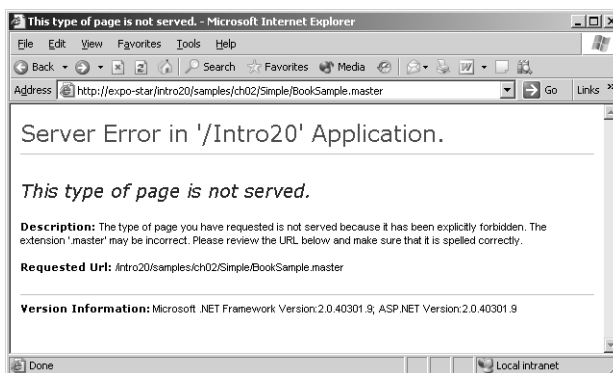 This type of page is not served. - Microsoft Internet Explorer
File Edit View Favorites Tools Help
Back Search Favorites Media
Address http://expo-star/intro20/samples/ch02/Simple/BookSample.master Go Links »
Server Error in '/Intro20' Application.
This type of page is not served.
Description: The type of page you have requested is not served because it has been explicitly forbidden. The
extension '.master' may be incorrect. Please review the URL below and make sure that it is spelled correctly.
Requested Url: /intro20/samples/ch02/Simple/BookSample.master
Version Information: Microsoft .NET Framework Version:2.0.40301.9; ASP.NET Version:2.0.40301.9
Done Local intranet